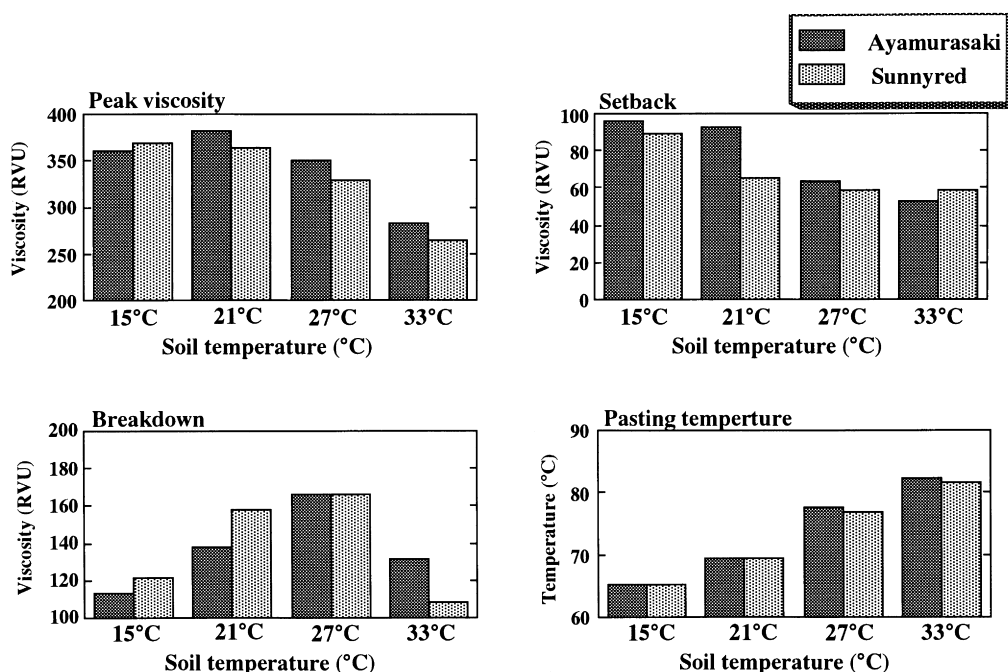 Ayamurasaki
Sunnyred
Peak viscosity
400
350
300
250
200
Viscosity (RVU)
15°C 21°C 27°C 33°C
Soil temperature (°C)
Setback
100
80
60
40
20
0
Viscosity (RVU)
15°C 21°C 27°C 33°C
Soil temperature (°C)
Breakdown
200
180
160
140
120
100
Viscosity (RVU)
15°C 21°C 27°C 33°C
Soil temperature (°C)
Pasting temperture
90
80
70
60
Temperature (°C)
15°C 21°C 27°C 33°C
Soil temperature (°C)